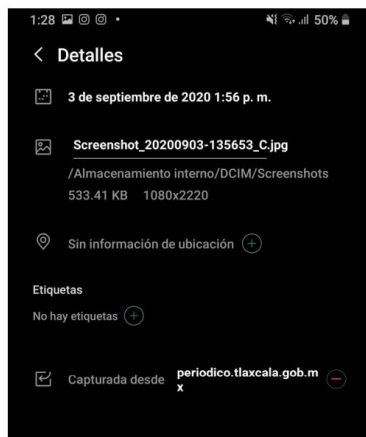 1:28 50%
Detalles
3 de septiembre de 2020 1:56 p. m.
Screenshot_20200903-135653_C.jpg
/Almacenamiento interno/DCIM/Screenshots
533.41 KB 1080x2220
Sin información de ubicación
Etiquetas
No hay etiquetas
Capturada desde periodico.tlaxcala.gob.m
x